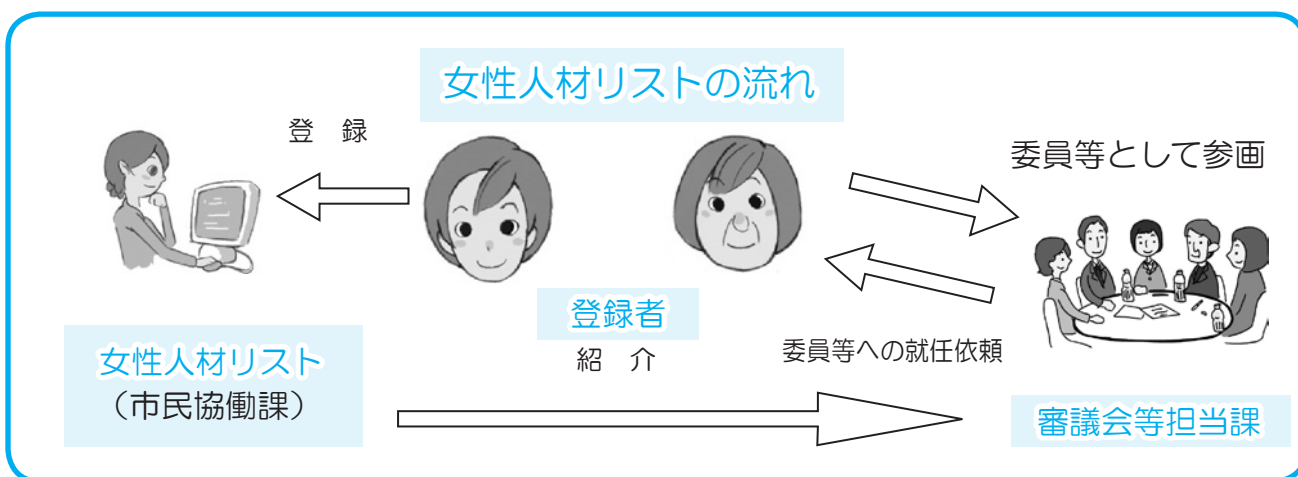 女性人材リストの流れ
登　録
委員等として参画
登録者
紹　介
委員等への就任依頼
女性人材リスト
（市民協働課）
審議会等担当課